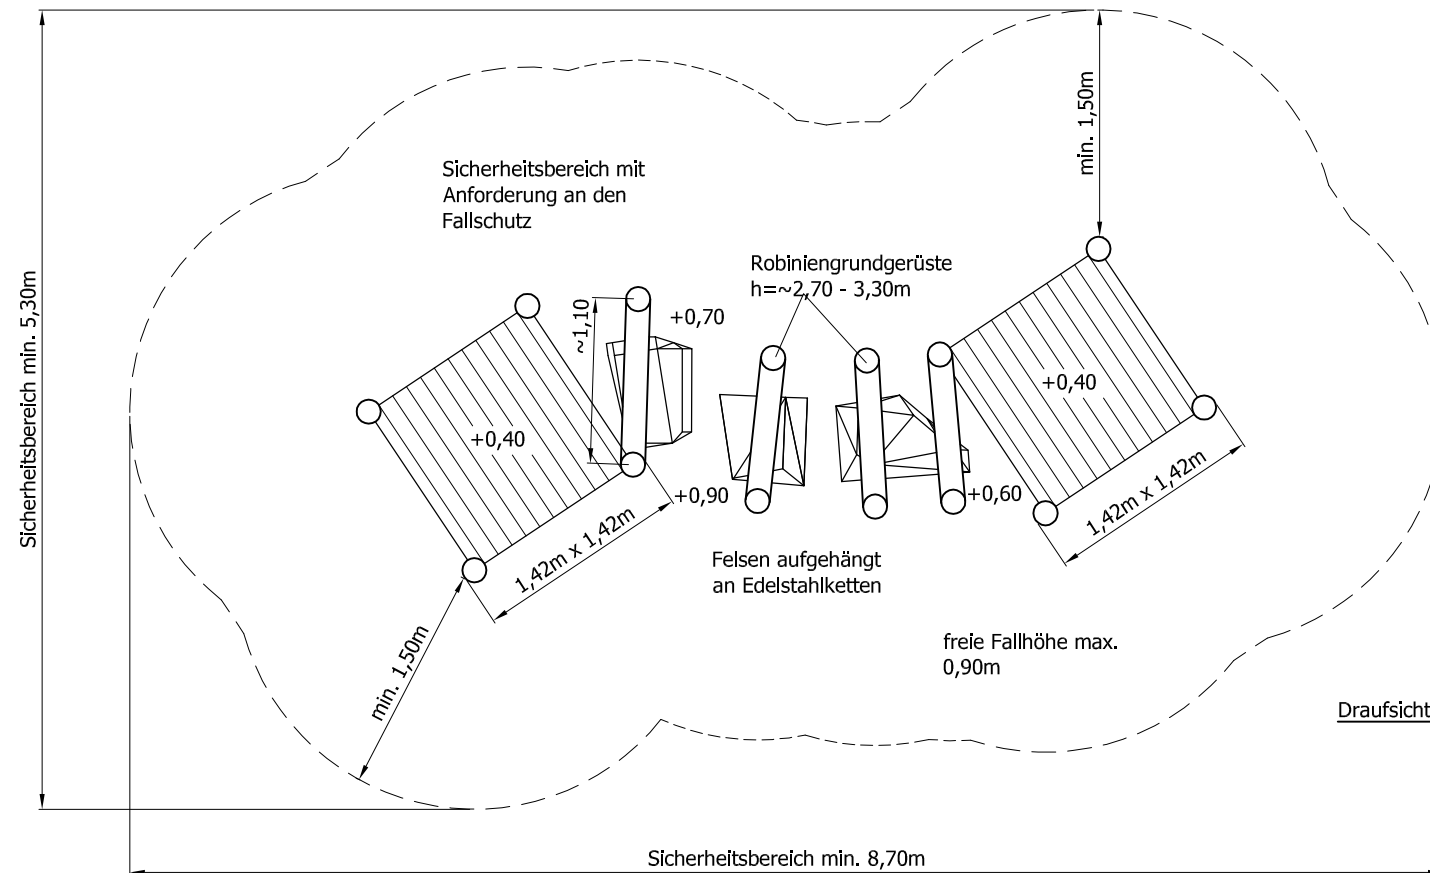 min. 1,50m
Sicherheitsbereich mit
Anforderung an den
Fallschutz
Robiniengrundgerüste
h=~2,70 - 3,30m
Sicherheitsbereich min. 5,30m
~1,10
+0,70
+0,40
+0,40
+0,90
+0,60
1,42m x 1,42m
1,42m x 1,42m
Felsen aufgehängt
an Edelstahlketten
min. 1,50m
freie Fallhöhe max.
0,90m
Draufsicht
Sicherheitsbereich min. 8,70m